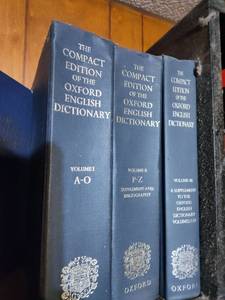 THE
COMPACT
EDITION
OF THE
OXFORD
ENGLISH
DICTIONARY
VOLUME I
A-O
THE
COMPACT
EDITION
OF THE
OXFORD
ENGLISH
DICTIONARY
VOLUME II
P-Z
SUPPLEMENT AND
BIBLIOGRAPHY
OXFORD
THE
COMPACT
EDITION
OF THE
OXFORD
ENGLISH
DICTIONARY
VOLUME III
A SUPPLEMENT
TO THE
OXFORD
ENGLISH
DICTIONARY
VOLUMES I-IV
OXFORD